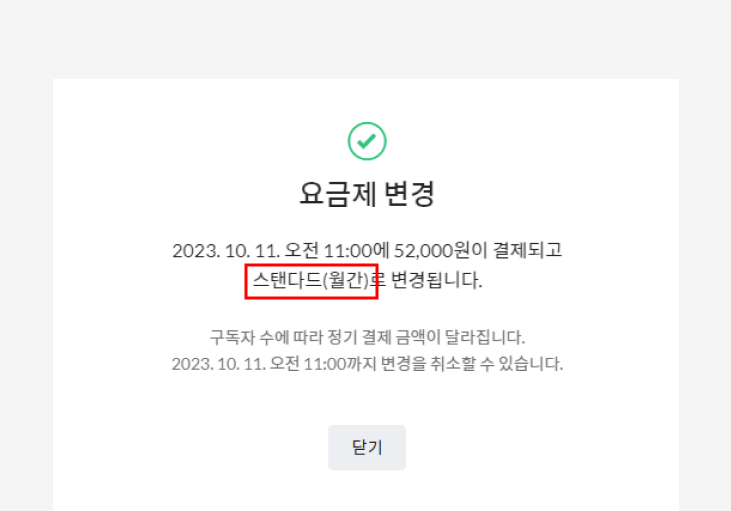 요금제 변경
2023. 10. 11. 오전 11:00에 52,000원이 결제되고
스탠다드(월간)로 변경됩니다.
구독자 수에 따라 정기 결제 금액이 달라집니다.
2023. 10. 11. 오전 11:00까지 변경을 취소할 수 있습니다.
닫기